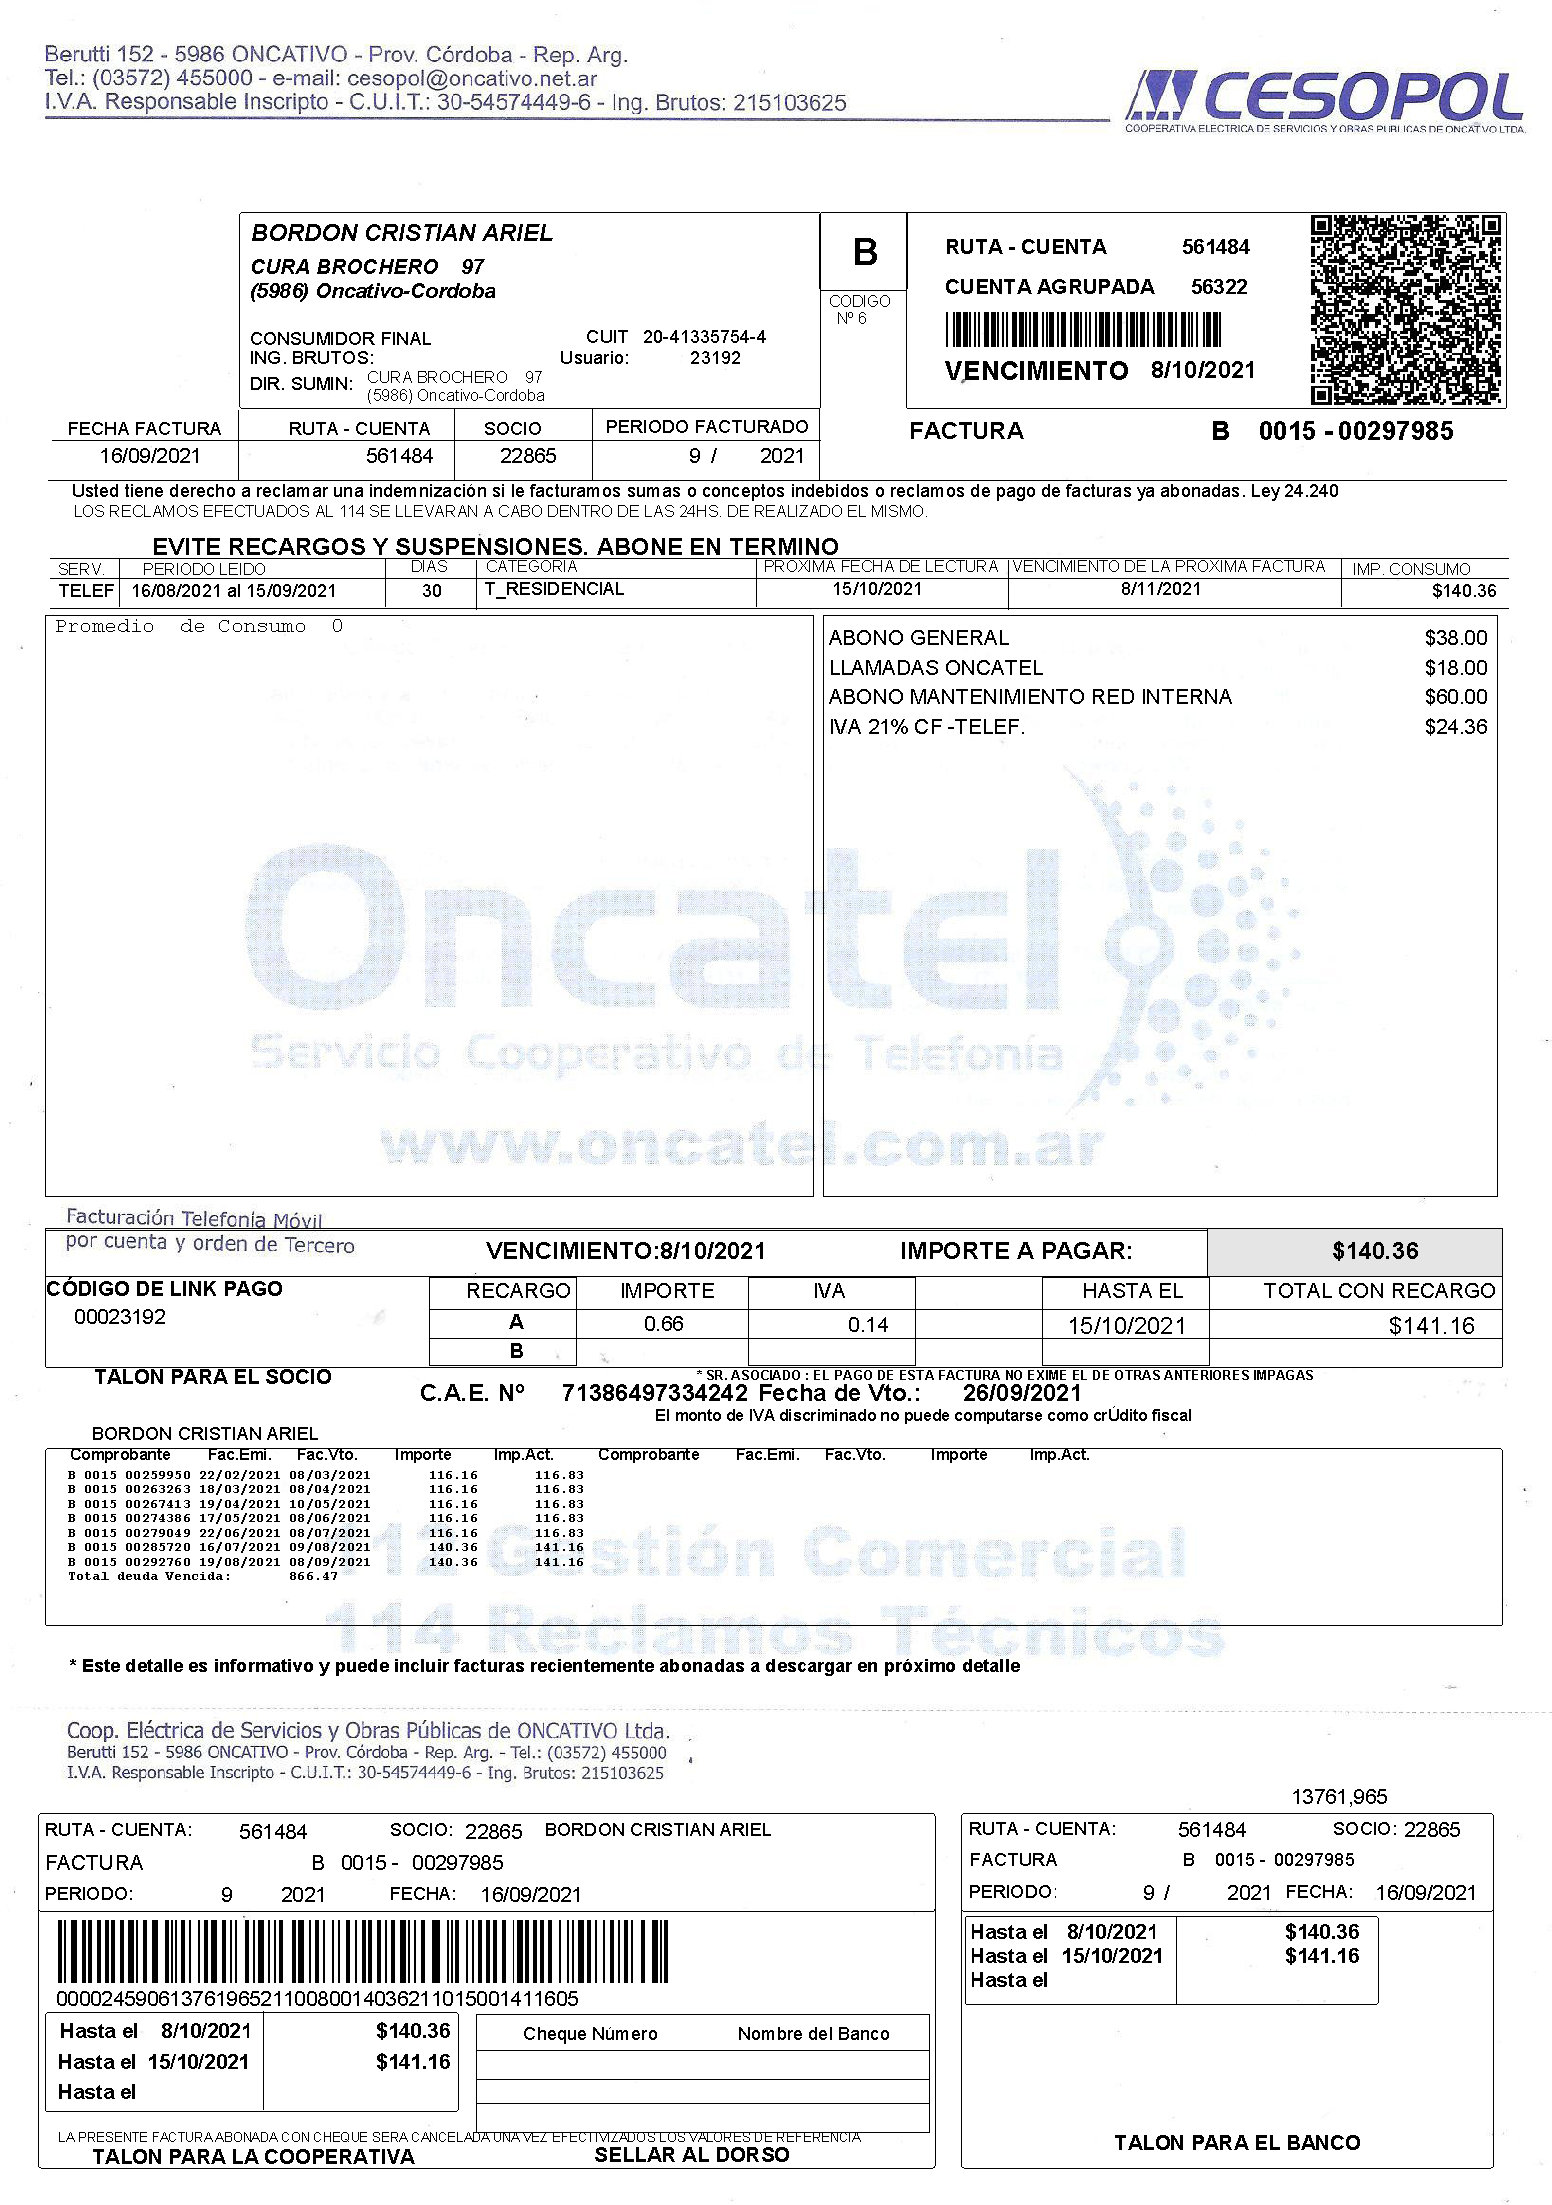 Berutti 152 - 5986 ONCATIVO - Prov. Córdoba - Rep. Arg.
Tel.: (03572) 455000 - e-mail: cesopol@oncativo.net.ar
I.V.A. Responsable Inscripto - C.U.I.T.: 30-54574449-6 - Ing. Brutos: 215103625
CESOPOL
COOPERATIVA ELECTRICA DE SERVICIOS Y OBRAS PUBLICAS DE ONCATIVO LTDA.
BORDON CRISTIAN ARIEL
CURA BROCHERO 97
(5986) Oncativo-Cordoba
CONSUMIDOR FINAL CUIT 20-41335754-4
ING. BRUTOS: Usuario: 23192
DIR. SUMIN: CURA BROCHERO 97
(5986) Oncativo-Cordoba
B
CODIGO
Nº 6
RUTA - CUENTA 561484
CUENTA AGRUPADA 56322
VENCIMIENTO 8/10/2021
FECHA FACTURA RUTA - CUENTA SOCIO PERIODO FACTURADO
16/09/2021 561484 22865 9 / 2021
FACTURA B 0015 - 00297985
Usted tiene derecho a reclamar una indemnización si le facturamos sumas o conceptos indebidos o reclamos de pago de facturas ya abonadas. Ley 24.240
LOS RECLAMOS EFECTUADOS AL 114 SE LLEVARAN A CABO DENTRO DE LAS 24HS. DE REALIZADO EL MISMO.
EVITE RECARGOS Y SUSPENSIONES. ABONE EN TERMINO
SERV. PERIODO LEIDO DIAS CATEGORIA PROXIMA FECHA DE LECTURA VENCIMIENTO DE LA PROXIMA FACTURA IMP. CONSUMO
TELEF 16/08/2021 al 15/09/2021 30 T_RESIDENCIAL 15/10/2021 8/11/2021 $140.36
Promedio de Consumo 0
ABONO GENERAL $38.00
LLAMADAS ONCATEL $18.00
ABONO MANTENIMIENTO RED INTERNA $60.00
IVA 21% CF -TELEF. $24.36
Oncatel
Servicio Cooperativo de Telefonía
www.oncatel.com.ar
Facturación Telefonía Móvil
por cuenta y orden de Tercero
VENCIMIENTO:8/10/2021 IMPORTE A PAGAR: $140.36
CÓDIGO DE LINK PAGO
00023192
RECARGO IMPORTE IVA HASTA EL TOTAL CON RECARGO
A 0.66 0.14 15/10/2021 $141.16
B
TALON PARA EL SOCIO
* SR. ASOCIADO : EL PAGO DE ESTA FACTURA NO EXIME EL DE OTRAS ANTERIORES IMPAGAS
C.A.E. Nº 71386497334242 Fecha de Vto.: 26/09/2021
El monto de IVA discriminado no puede computarse como crÚdito fiscal
BORDON CRISTIAN ARIEL
Comprobante Fac.Emi. Fac.Vto. Importe Imp.Act. Comprobante Fac.Emi. Fac.Vto. Importe Imp.Act.
B 0015 00259950 22/02/2021 08/03/2021 116.16 116.83
B 0015 00263263 18/03/2021 08/04/2021 116.16 116.83
B 0015 00267413 19/04/2021 10/05/2021 116.16 116.83
B 0015 00274386 17/05/2021 08/06/2021 116.16 116.83
B 0015 00279049 22/06/2021 08/07/2021 116.16 116.83
B 0015 00285720 16/07/2021 09/08/2021 140.36 141.16
B 0015 00292760 19/08/2021 08/09/2021 140.36 141.16
Total deuda Vencida: 866.47
112 Gestión Comercial
114 Reclamos Técnicos
* Este detalle es informativo y puede incluir facturas recientemente abonadas a descargar en próximo detalle
Coop. Eléctrica de Servicios y Obras Públicas de ONCATIVO Ltda.
Berutti 152 - 5986 ONCATIVO - Prov. Córdoba - Rep. Arg. - Tel.: (03572) 455000
I.V.A. Responsable Inscripto - C.U.I.T.: 30-54574449-6 - Ing. Brutos: 215103625
13761,965
RUTA - CUENTA: 561484 SOCIO: 22865 BORDON CRISTIAN ARIEL
FACTURA B 0015 - 00297985
PERIODO: 9 2021 FECHA: 16/09/2021
0000245906137619652110080014036211015001411605
Hasta el 8/10/2021 $140.36
Hasta el 15/10/2021 $141.16
Hasta el
Cheque Número Nombre del Banco
LA PRESENTE FACTURA ABONADA CON CHEQUE SERA CANCELADA UNA VEZ EFECTIVIZADOS LOS VALORES DE REFERENCIA
TALON PARA LA COOPERATIVA SELLAR AL DORSO
RUTA - CUENTA: 561484 SOCIO: 22865
FACTURA B 0015 - 00297985
PERIODO: 9 / 2021 FECHA: 16/09/2021
Hasta el 8/10/2021 $140.36
Hasta el 15/10/2021 $141.16
Hasta el
TALON PARA EL BANCO